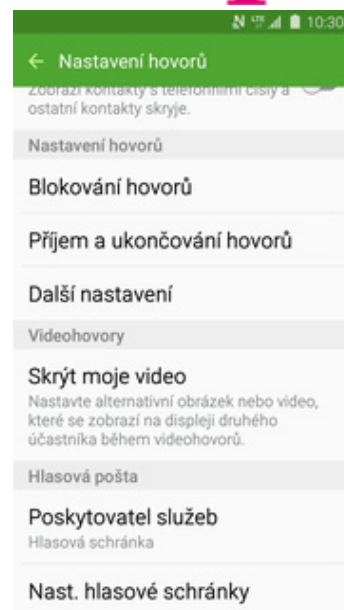 LTE 10:30
Nastavení hovorů
Zobrazí kontakty s telefonními čísly a
ostatní kontakty skryje.
Nastavení hovorů
Blokování hovorů
Příjem a ukončování hovorů
Další nastavení
Videohovory
Skrýt moje video
Nastavte alternativní obrázek nebo video,
které se zobrazí na displeji druhého
účastníka během videohovorů.
Hlasová pošta
Poskytovatel služeb
Hlasová schránka
Nast. hlasové schránky